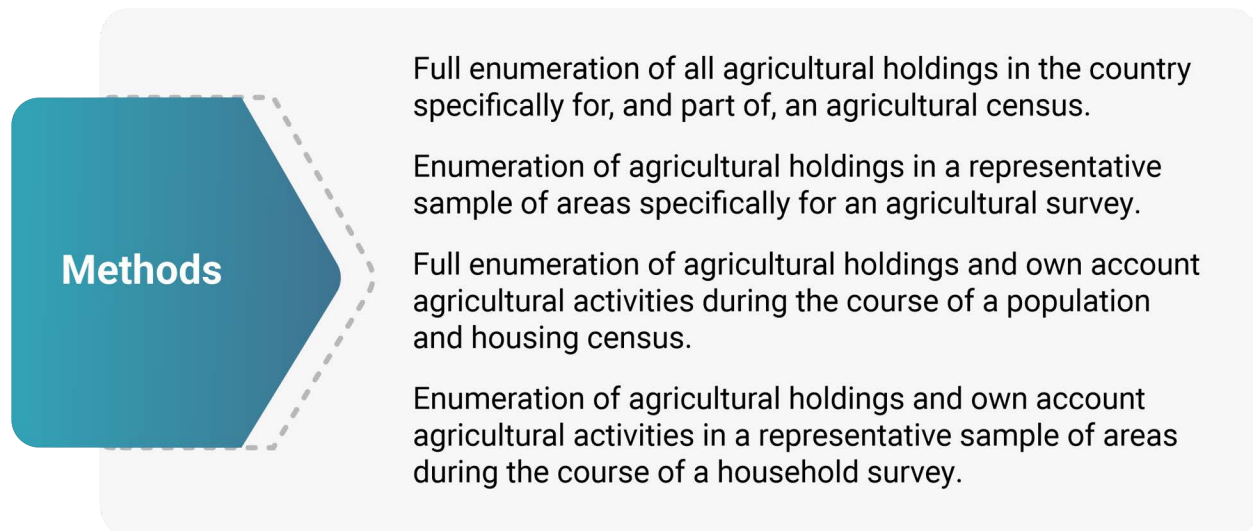 Methods
Full enumeration of all agricultural holdings in the country
specifically for, and part of, an agricultural census.
Enumeration of agricultural holdings in a representative
sample of areas specifically for an agricultural survey.
Full enumeration of agricultural holdings and own account
agricultural activities during the course of a population
and housing census.
Enumeration of agricultural holdings and own account
agricultural activities in a representative sample of areas
during the course of a household survey.